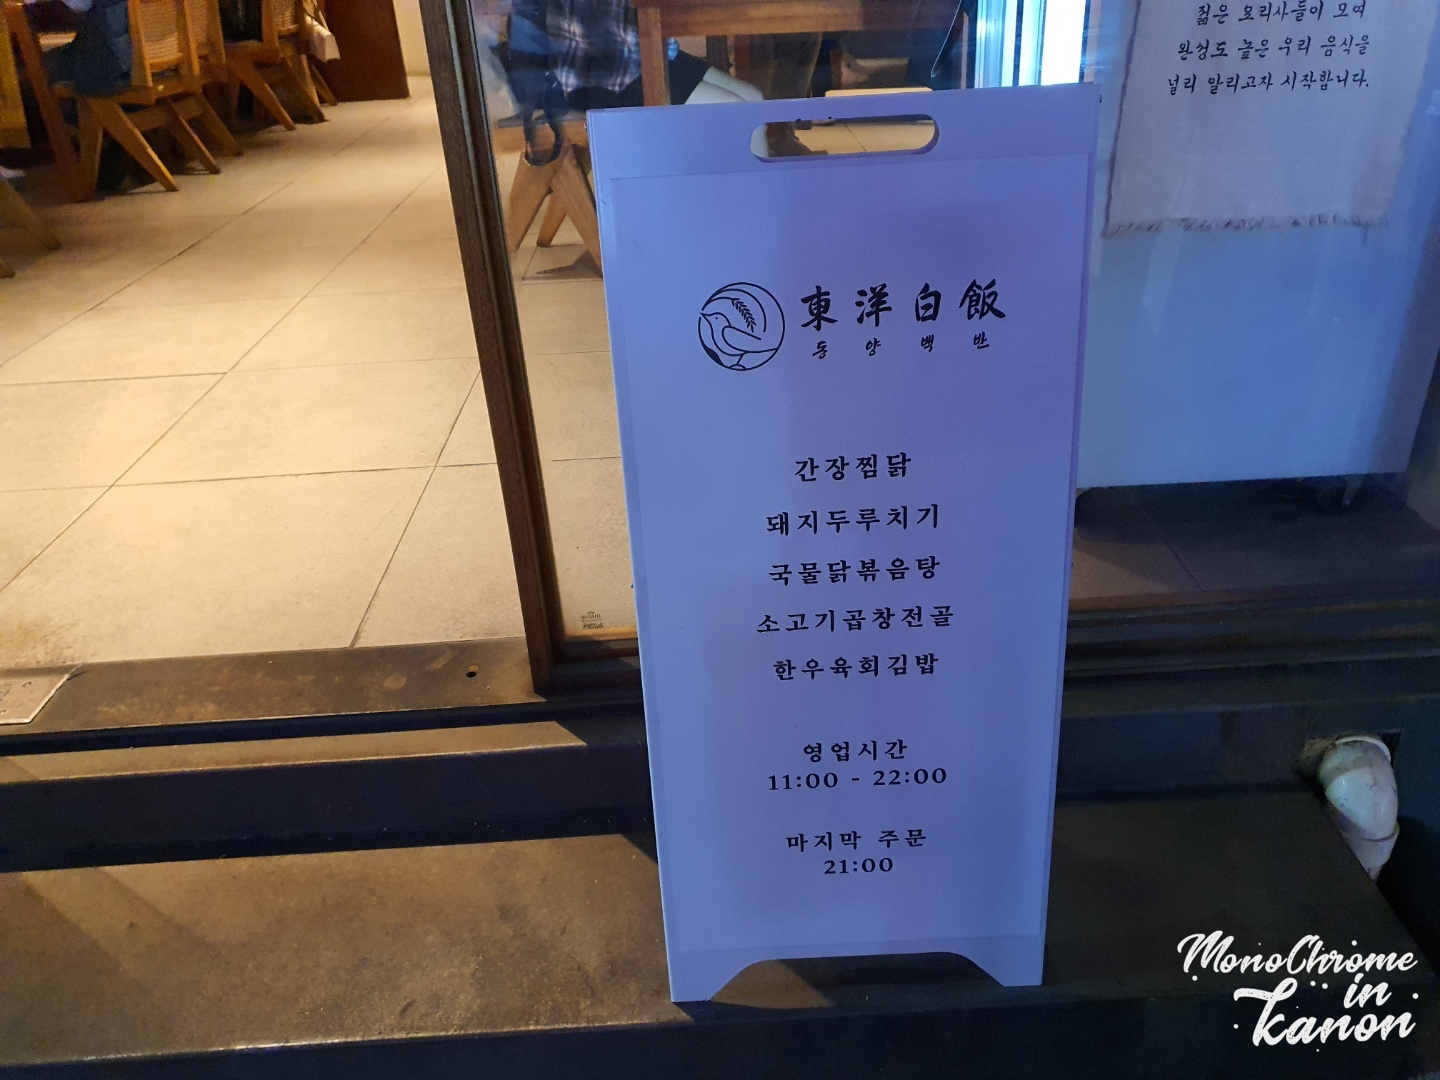 젊은 요리사들이 모여
완성도 높은 우리 음식을
널리 알리고자 시작합니다.
東洋白飯
동양백반
간장찜닭
돼지두루치기
국물닭볶음탕
소고기곱창전골
한우육회김밥
영업시간
11:00 - 22:00
마지막 주문
21:00
MonoChrome
in
Kanon